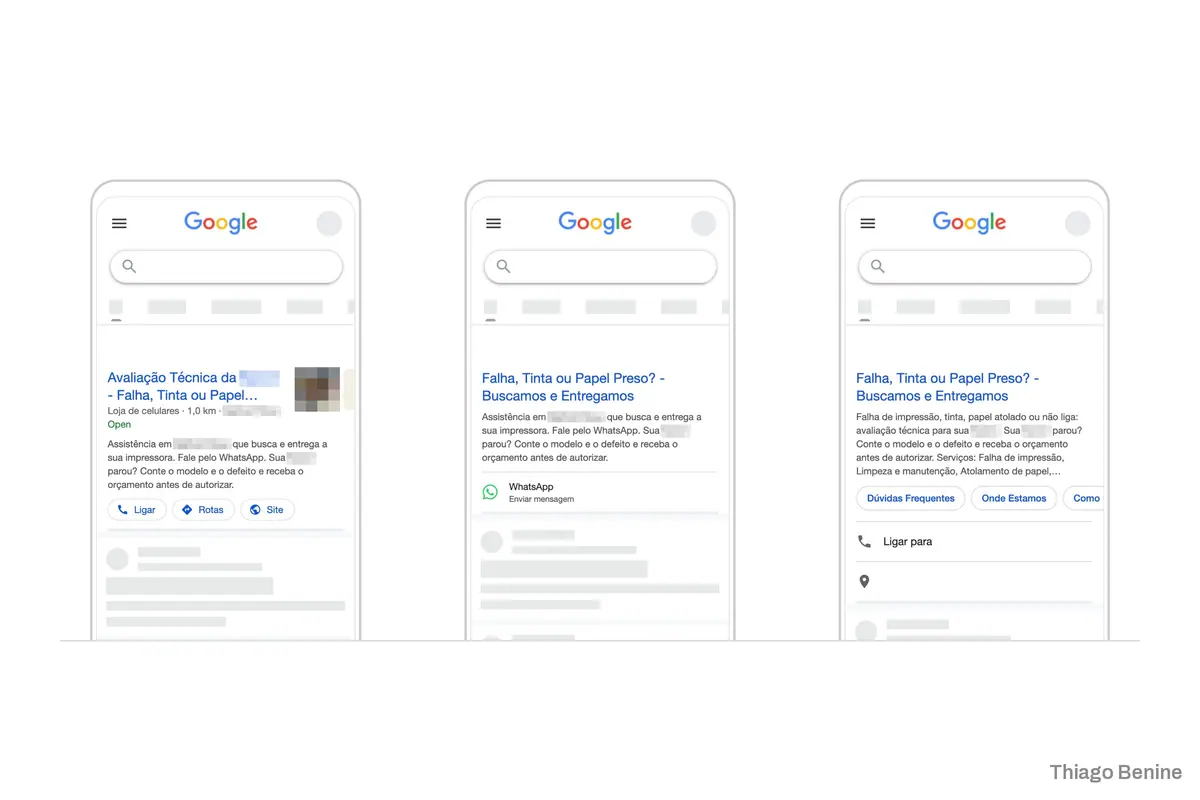 Google
Avaliação Técnica da
- Falha, Tinta ou Papel…
Loja de celulares · 1,0 km ·
Open
Assistência em que busca e entrega a
sua impressora. Fale pelo WhatsApp. Sua
parou? Conte o modelo e o defeito e receba o
orçamento antes de autorizar.
Ligar
Rotas
Site
Google
Falha, Tinta ou Papel Preso? -
Buscamos e Entregamos
Assistência em que busca e entrega a
sua impressora. Fale pelo WhatsApp. Sua
parou? Conte o modelo e o defeito e receba o
orçamento antes de autorizar.
WhatsApp
Enviar mensagem
Google
Falha, Tinta ou Papel Preso? -
Buscamos e Entregamos
Falha de impressão, tinta, papel atolado ou não liga:
avaliação técnica para sua Sua parou?
Conte o modelo e o defeito e receba o orçamento
antes de autorizar. Serviços: Falha de impressão,
Limpeza e manutenção, Atolamento de papel,…
Dúvidas Frequentes
Onde Estamos
Como
Ligar para
Thiago Benine